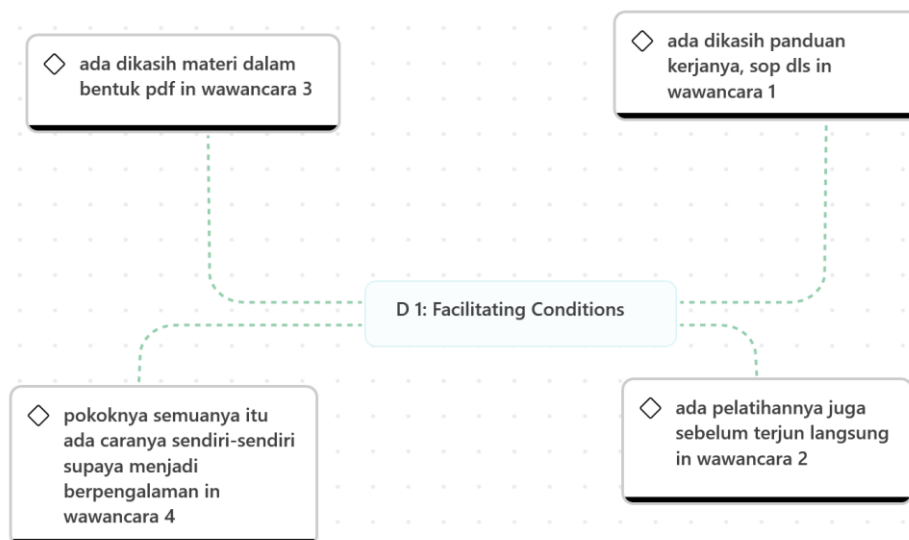 ada dikasih materi dalam
bentuk pdf in wawancara 3
ada dikasih panduan
kerjanya, sop dls in
wawancara 1
D 1: Facilitating Conditions
pokoknya semuanya itu
ada caranya sendiri-sendiri
supaya menjadi
berpengalaman in
wawancara 4
ada pelatihannya juga
sebelum terjun langsung
in wawancara 2